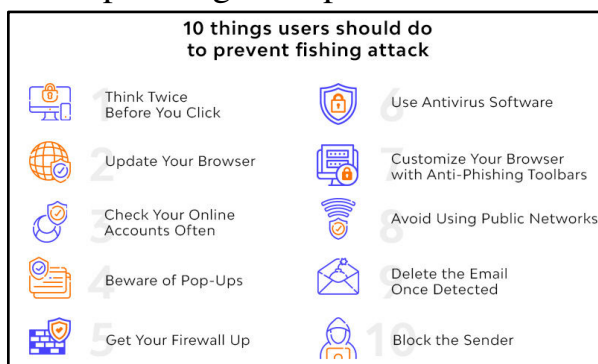 10 things users should do
to prevent fishing attack
1
Think Twice
Before You Click
2
Update Your Browser
3
Check Your Online
Accounts Often
4
Beware of Pop-Ups
5
Get Your Firewall Up
6
Use Antivirus Software
7
Customize Your Browser
with Anti-Phishing Toolbars
8
Avoid Using Public Networks
9
Delete the Email
Once Detected
10
Block the Sender